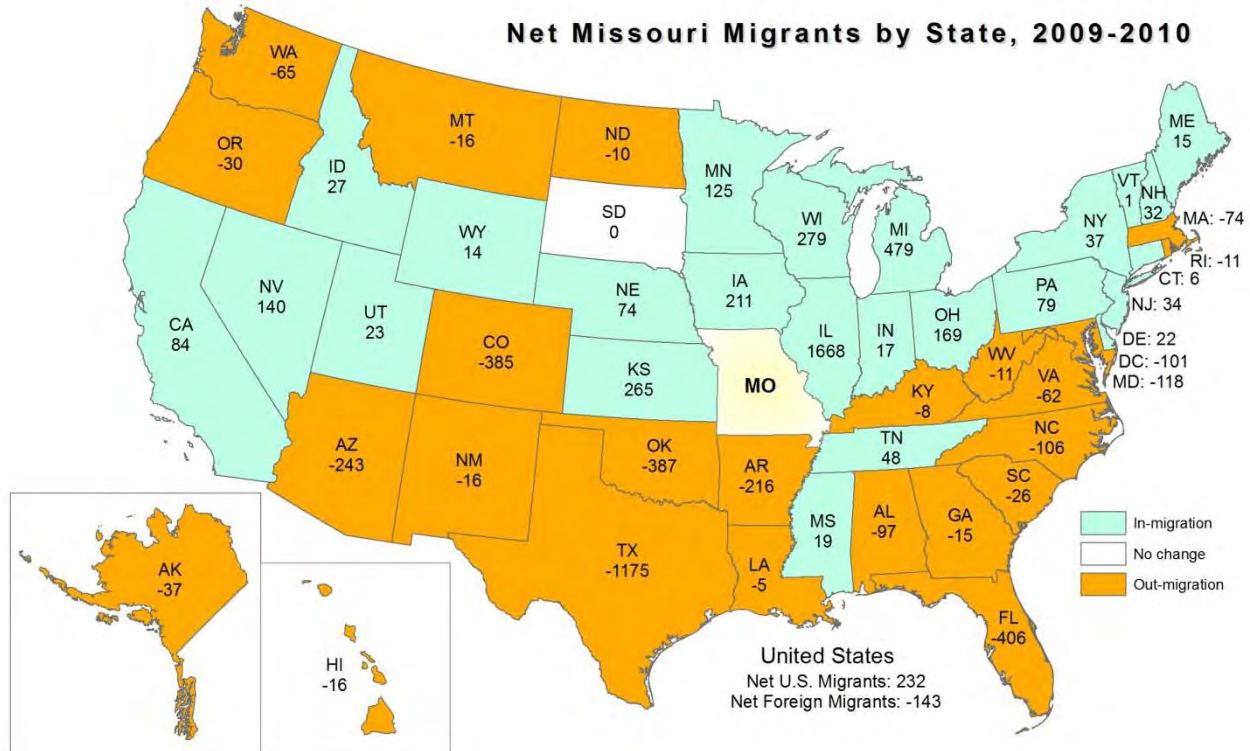 Net Missouri Migrants by State, 2009-2010
WA
-65
OR
-30
MT
-16
ND
-10
ID
27
MN
125
ME
15
VT
1
NH
32
MA: -74
RI: -11
CT: 6
NJ: 34
WY
14
SD
0
WI
279
MI
479
NY
37
CA
84
NV
140
UT
23
CO
-385
NE
74
KS
265
IA
211
MO
IL
1668
IN
17
OH
169
PA
79
DE: 22
DC: -101
MD: -118
WV
-11
VA
-62
KY
-8
TN
48
NC
-106
SC
-26
AZ
-243
NM
-16
OK
-387
AR
-216
TX
-1175
LA
-5
MS
19
AL
-97
GA
-15
FL
-406
AK
-37
HI
-16
In-migration
No change
Out-migration
United States
Net U.S. Migrants: 232
Net Foreign Migrants: -143